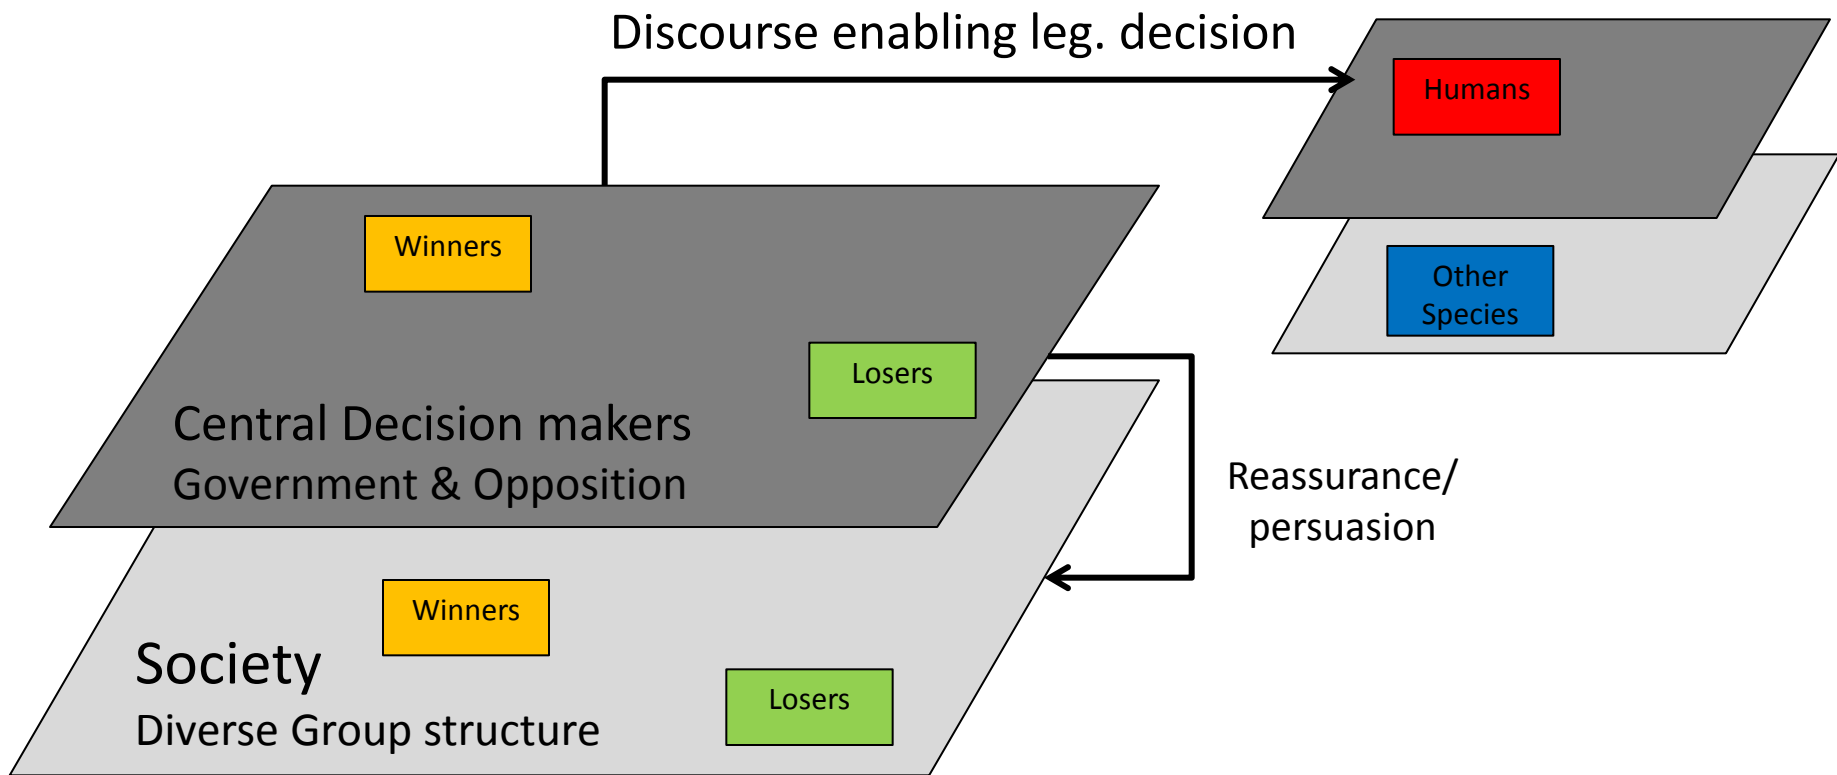 Discourse enabling leg. decision
Humans
Winners
Other
Species
Losers
Central Decision makers
Government & Opposition
Reassurance/
persuasion
Winners
Society
Losers
Diverse Group structure